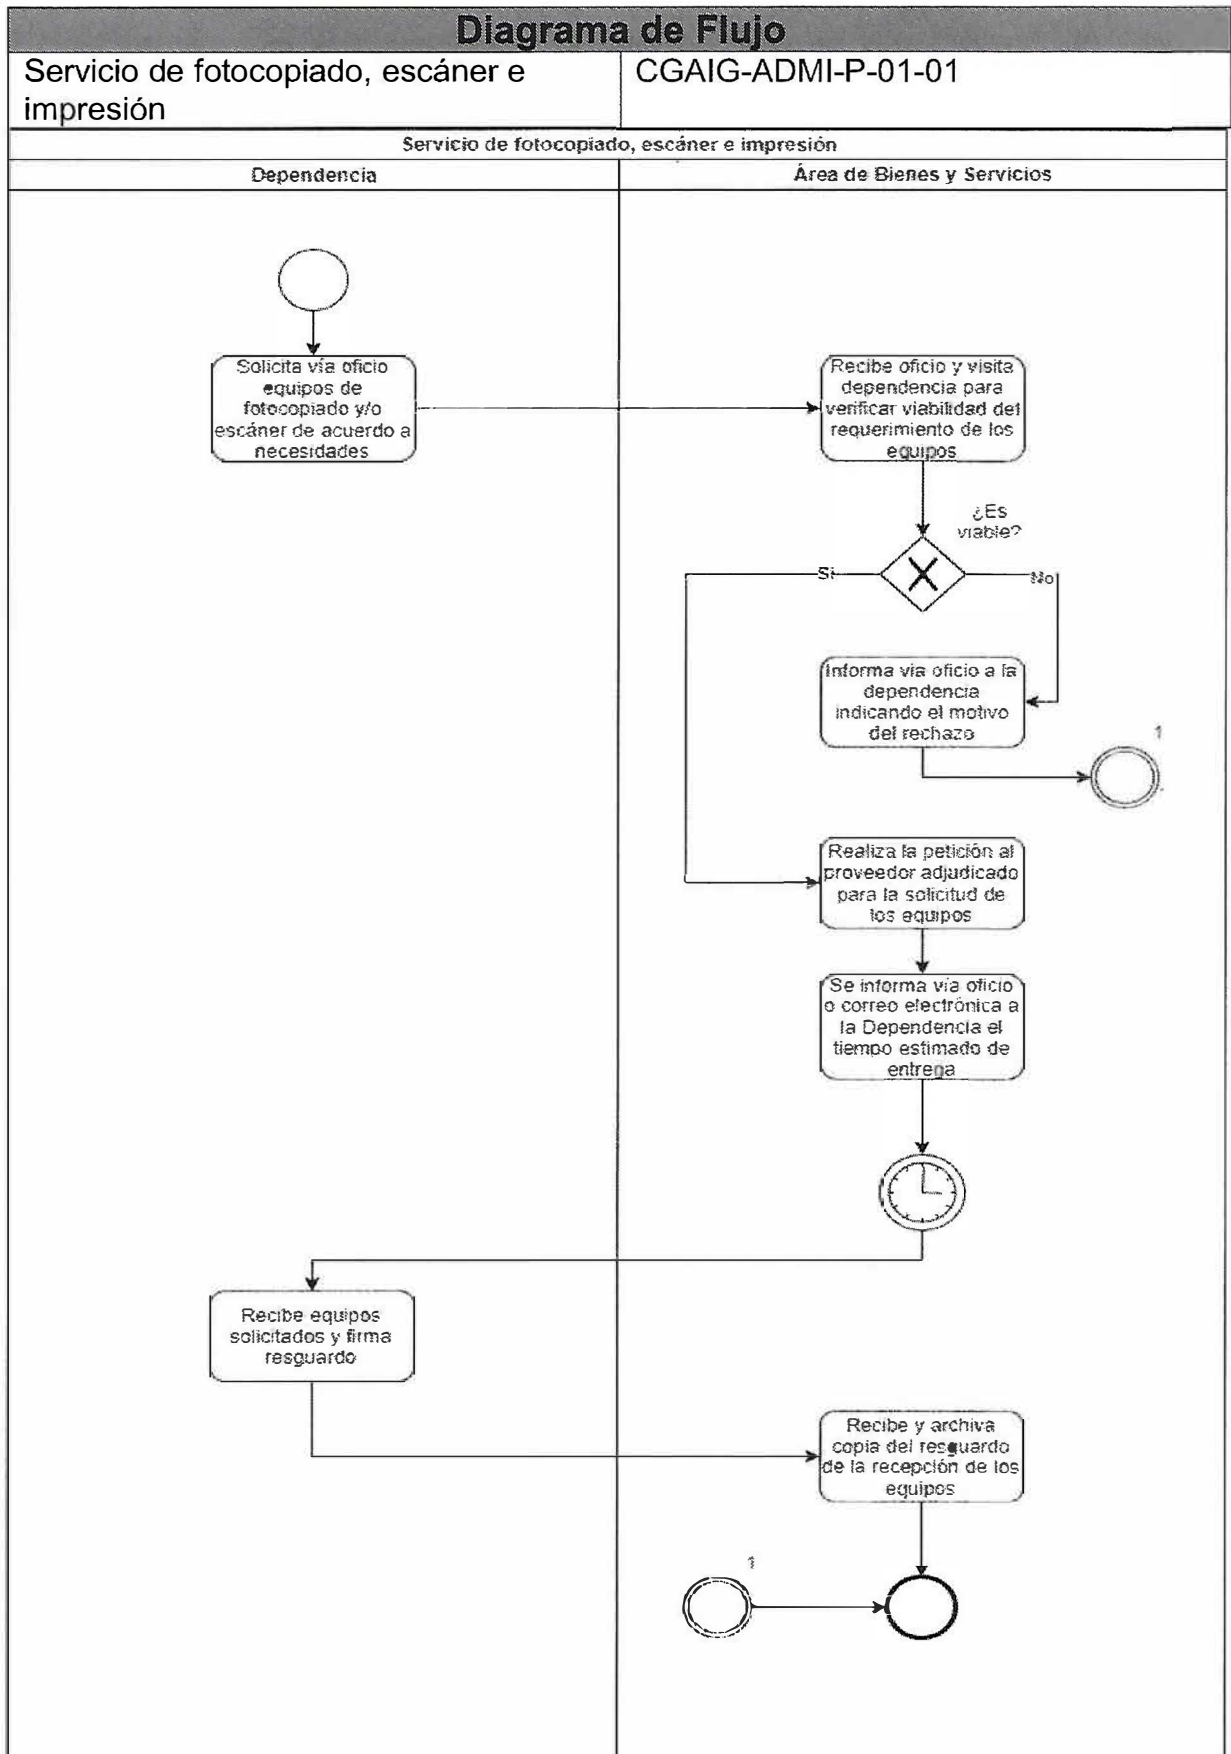 Diagrama de Flujo
Servicio de fotocopiado, escáner e
impresión
CGAIG-ADMI-P-01-01
Servicio de fotocopiado, escáner e impresión
Dependencia
Área de Bienes y Servicios
Solicita vía oficio
equipos de
fotocopiado y/o
escáner de acuerdo a
necesidades
Recibe oficio y visita
dependencia para
verificar viabilidad del
requerimiento de los
equipos
¿Es
viable?
Si
No
Informa vía oficio a la
dependencia
indicando el motivo
del rechazo
1
Realiza la petición al
proveedor adjudicado
para la solicitud de
los equipos
Se informa vía oficio
o correo electrónica a
la Dependencia el
tiempo estimado de
entrega
Recibe equipos
solicitados y firma
resguardo
Recibe y archiva
copia del resguardo
de la recepción de los
equipos
1